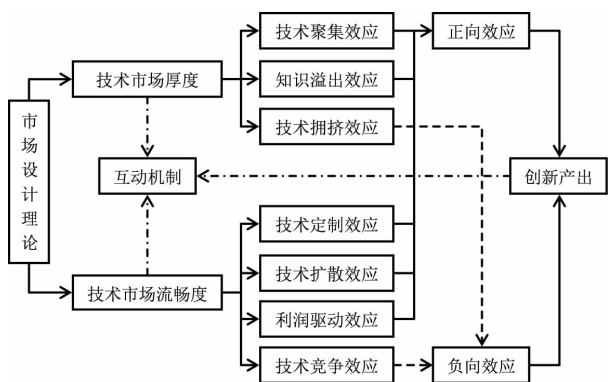 市场设计理论
技术市场厚度
互动机制
技术市场流畅度
技术聚集效应
知识溢出效应
技术拥挤效应
技术定制效应
技术扩散效应
利润驱动效应
技术竞争效应
正向效应
创新产出
负向效应